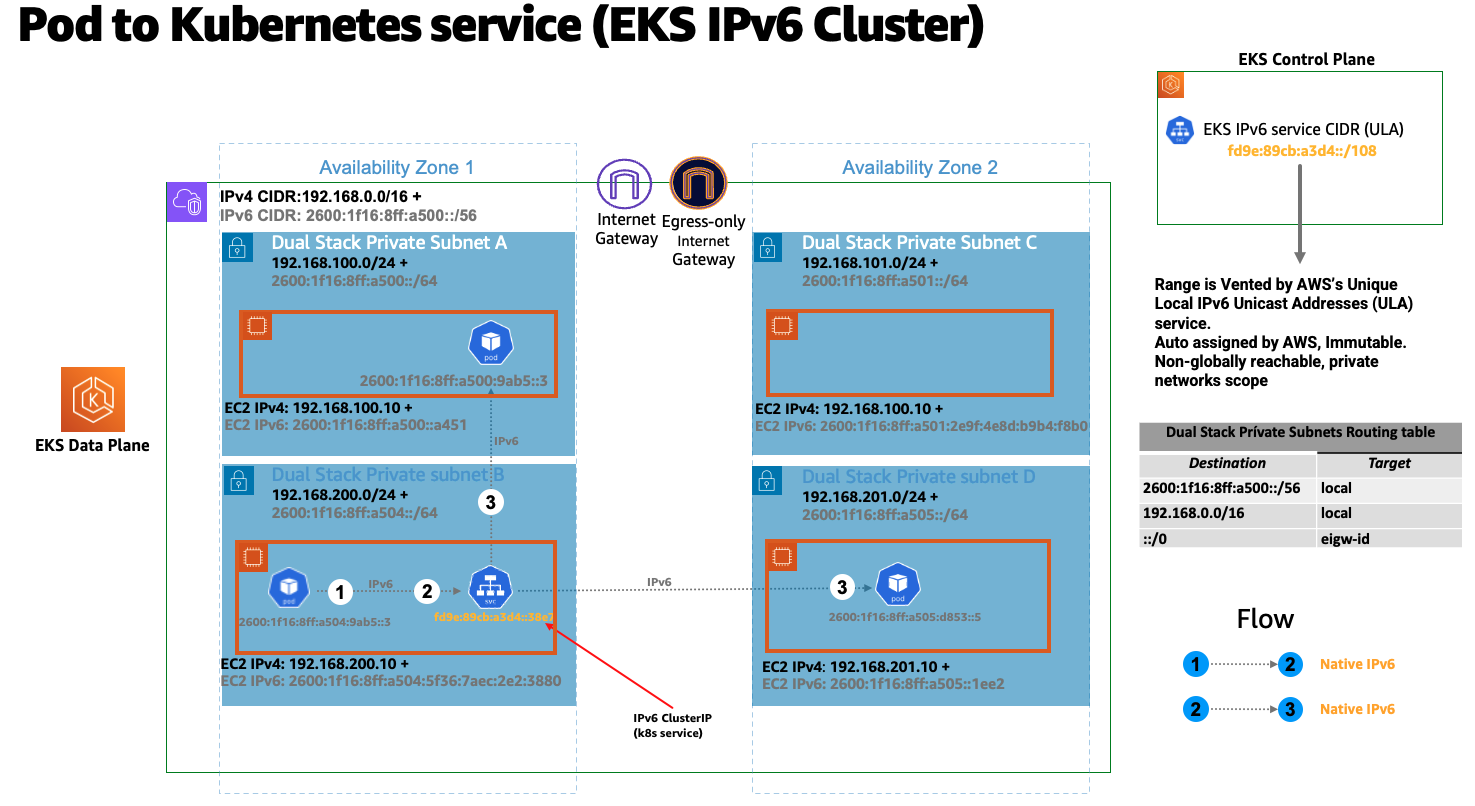 Pod to Kubernetes service (EKS IPv6 Cluster)
EKS Control Plane
EKS IPv6 service CIDR (ULA)
fd9e:89cb:a3d4::/108
Availability Zone 1
Availability Zone 2
IPv4 CIDR:192.168.0.0/16 +
IPv6 CIDR: 2600:1f16:8ff:a500::/56
Internet
Gateway
Egress-only
Internet
Gateway
Dual Stack Private Subnet A
192.168.100.0/24 +
2600:1f16:8ff:a500::/64
pod
2600:1f16:8ff:a500:9ab5::3
EC2 IPv4: 192.168.100.10 +
EC2 IPv6: 2600:1f16:8ff:a500::a451
IPv6
Dual Stack Private Subnet C
192.168.101.0/24 +
2600:1f16:8ff:a501::/64
EC2 IPv4: 192.168.100.10 +
EC2 IPv6: 2600:1f16:8ff:a501:2e9f:4e8d:b9b4:f8b0
Range is Vented by AWS's Unique
Local IPv6 Unicast Addresses (ULA)
service.
Auto assigned by AWS, Immutable.
Non-globally reachable, private
networks scope
K
EKS Data Plane
Dual Stack Private subnet B
192.168.200.0/24 +
2600:1f16:8ff:a504::/64
3
pod
1
IPv6
2
svc
2600:1f16:8ff:a504:9ab5::3
fd9e:89cb:a3d4::38e7
EC2 IPv4: 192.168.200.10 +
EC2 IPv6: 2600:1f16:8ff:a504:5f36:7aec:2e2:3880
IPv6
Dual Stack Private subnet D
192.168.201.0/24 +
2600:1f16:8ff:a505::/64
3
pod
2600:1f16:8ff:a505:d853::5
EC2 IPv4: 192.168.201.10 +
EC2 IPv6: 2600:1f16:8ff:a505::1ee2
IPv6 ClusterIP
(k8s service)
Dual Stack Private Subnets Routing table
Destination Target
2600:1f16:8ff:a500::/56 local
192.168.0.0/16 local
::/0 eigw-id
Flow
1 2 Native IPv6
2 3 Native IPv6